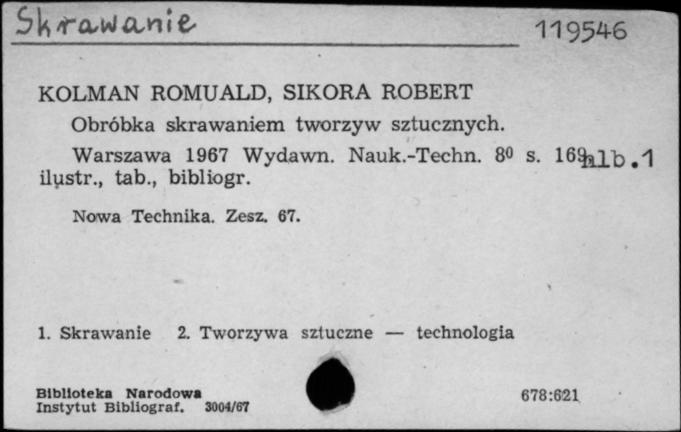 Skrawanie 119546
KOLMAN ROMUALD, SIKORA ROBERT
Obróbka skrawaniem tworzyw sztucznych.
Warszawa 1967 Wydawn. Nauk.-Techn. 8⁰ s. 169, nlb.1
ilustr., tab., bibliogr.
Nowa Technika. Zesz. 67.
1. Skrawanie 2. Tworzywa sztuczne — technologia
Biblioteka Narodowa 678:621
Instytut Bibliograf. 3004/67